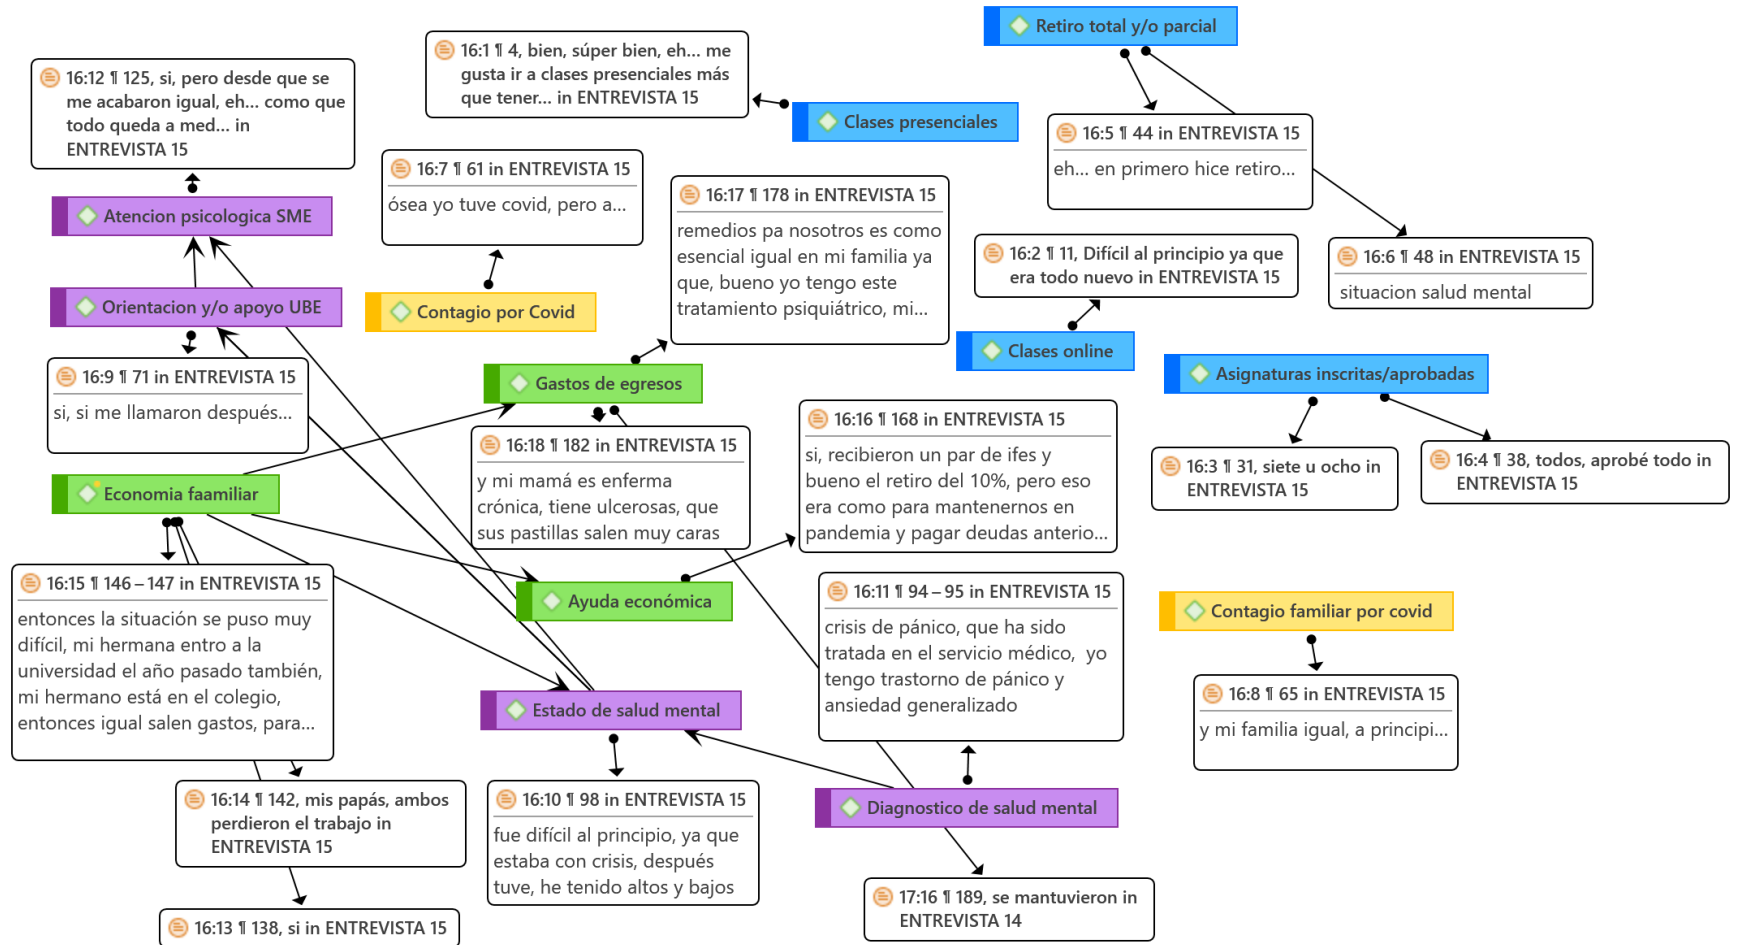 Retiro total y/o parcial
16:1 ¶ 4, bien, súper bien, eh… me
gusta ir a clases presenciales más
que tener… in ENTREVISTA 15
16:12 ¶ 125, si, pero desde que se
me acabaron igual, eh… como que
todo queda a med… in
ENTREVISTA 15
Clases presenciales
16:5 ¶ 44 in ENTREVISTA 15
eh… en primero hice retiro…
16:7 ¶ 61 in ENTREVISTA 15
ósea yo tuve covid, pero a…
16:17 ¶ 178 in ENTREVISTA 15
remedios pa nosotros es como
esencial igual en mi familia ya
que, bueno yo tengo este
tratamiento psiquiátrico, mi…
Atencion psicologica SME
16:2 ¶ 11, Difícil al principio ya que
era todo nuevo in ENTREVISTA 15
16:6 ¶ 48 in ENTREVISTA 15
situacion salud mental
Orientacion y/o apoyo UBE
Contagio por Covid
Clases online
16:9 ¶ 71 in ENTREVISTA 15
si, si me llamaron después…
Gastos de egresos
Asignaturas inscritas/aprobadas
16:18 ¶ 182 in ENTREVISTA 15
y mi mamá es enferma
crónica, tiene ulcerosas, que
sus pastillas salen muy caras
16:16 ¶ 168 in ENTREVISTA 15
si, recibieron un par de ifes y
bueno el retiro del 10%, pero eso
era como para mantenernos en
pandemia y pagar deudas anterio…
16:3 ¶ 31, siete u ocho in
ENTREVISTA 15
16:4 ¶ 38, todos, aprobé todo in
ENTREVISTA 15
Economia faamiliar
16:15 ¶ 146 – 147 in ENTREVISTA 15
entonces la situación se puso muy
difícil, mi hermana entro a la
universidad el año pasado también,
mi hermano está en el colegio,
entonces igual salen gastos, para…
Ayuda económica
16:11 ¶ 94 – 95 in ENTREVISTA 15
crisis de pánico, que ha sido
tratada en el servicio médico,  yo
tengo trastorno de pánico y
ansiedad generalizado
Contagio familiar por covid
16:8 ¶ 65 in ENTREVISTA 15
y mi familia igual, a principi…
Estado de salud mental
16:14 ¶ 142, mis papás, ambos
perdieron el trabajo in
ENTREVISTA 15
16:10 ¶ 98 in ENTREVISTA 15
fue difícil al principio, ya que
estaba con crisis, después
tuve, he tenido altos y bajos
Diagnostico de salud mental
17:16 ¶ 189, se mantuvieron in
ENTREVISTA 14
16:13 ¶ 138, si in ENTREVISTA 15